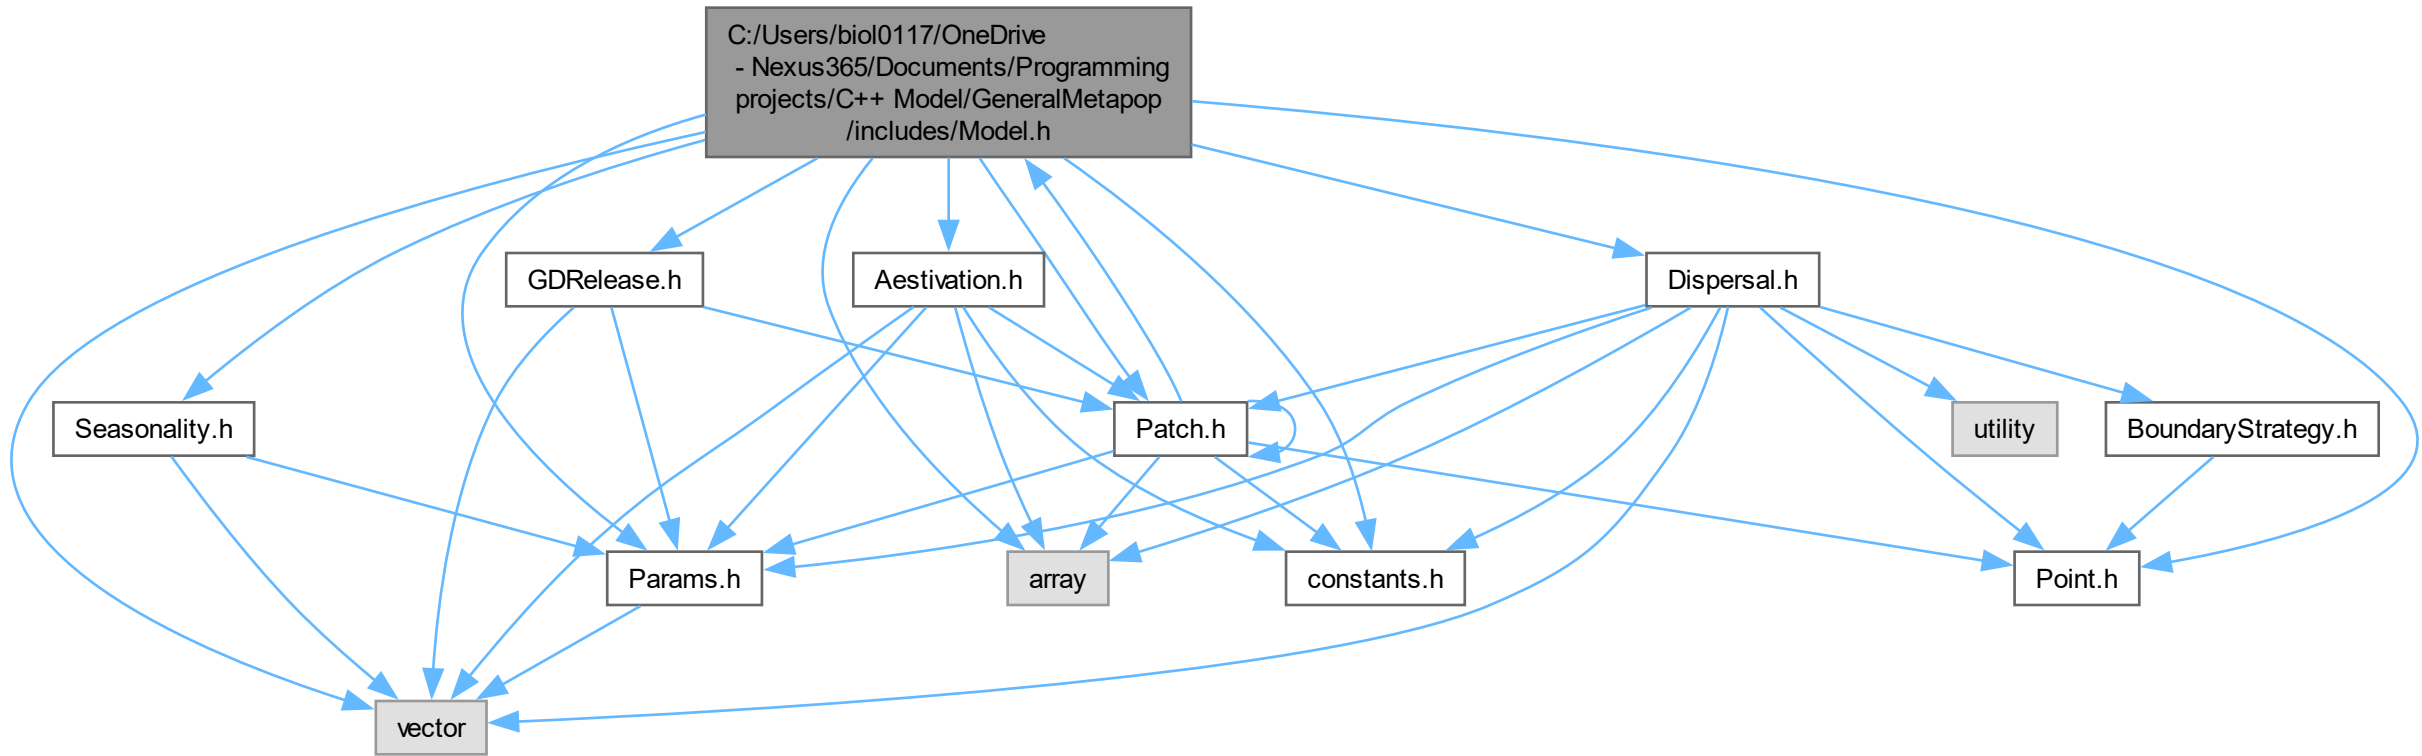 C:/Users/biol0117/OneDrive
- Nexus365/Documents/Programming
projects/C++ Model/GeneralMetapop
/includes/Model.h
GDRelease.h
Aestivation.h
Dispersal.h
Seasonality.h
Patch.h
utility
BoundaryStrategy.h
Params.h
array
constants.h
Point.h
vector